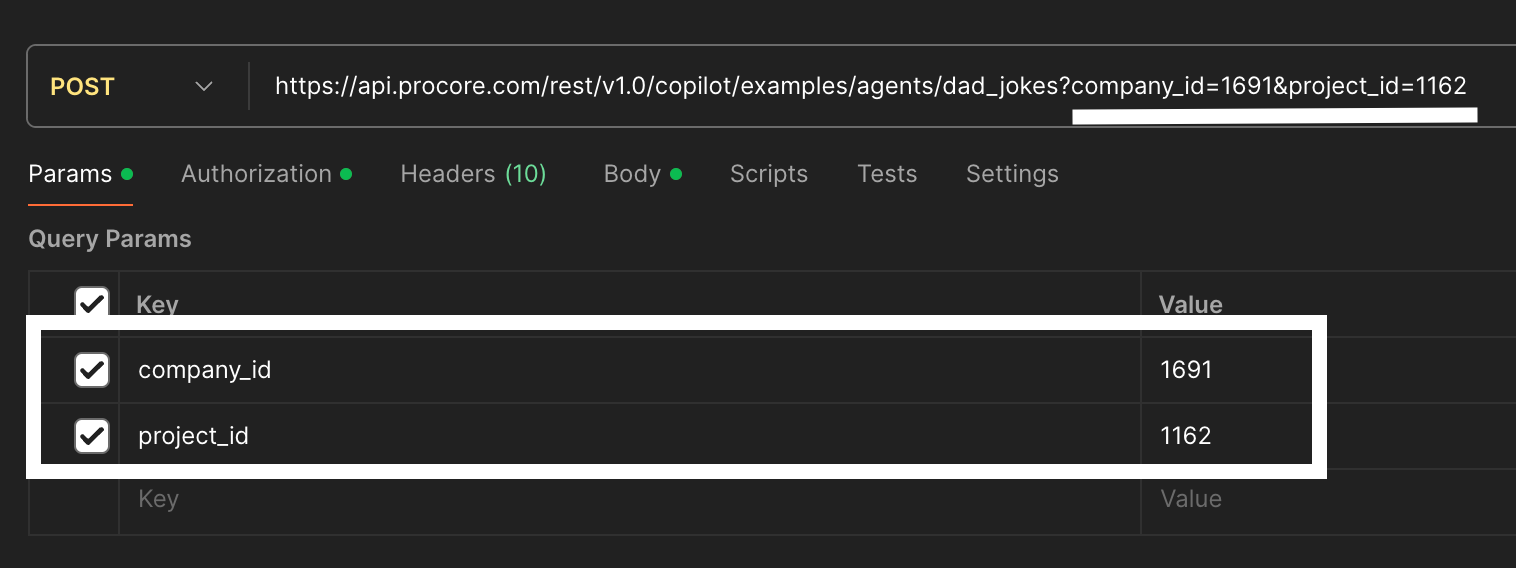 POST https://api.procore.com/rest/v1.0/copilot/examples/agents/dad_jokes?company_id=1691&project_id=1162
Params Authorization Headers (10) Body Scripts Tests Settings
Query Params
Key Value
company_id 1691
project_id 1162
Key Value